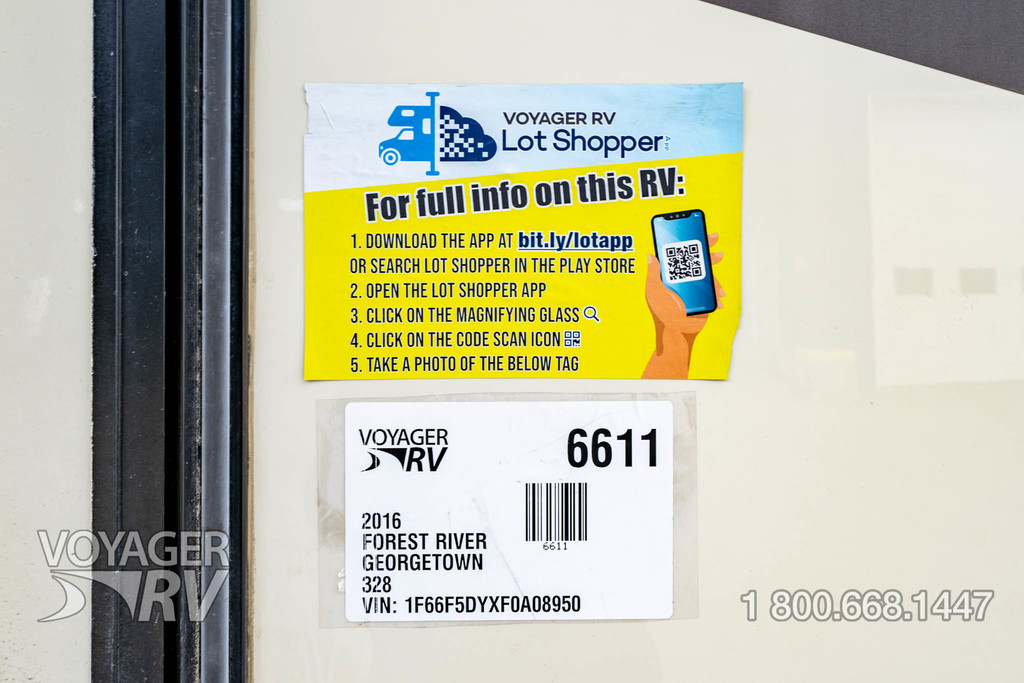 VOYAGER RV
Lot Shopper APP
For full info on this RV:
1. DOWNLOAD THE APP AT bit.ly/lotapp
OR SEARCH LOT SHOPPER IN THE PLAY STORE
2. OPEN THE LOT SHOPPER APP
3. CLICK ON THE MAGNIFYING GLASS
4. CLICK ON THE CODE SCAN ICON
5. TAKE A PHOTO OF THE BELOW TAG
VOYAGER
RV
6611
6611
2016
FOREST RIVER
GEORGETOWN
328
VIN: 1F66F5DYXF0A08950
VOYAGER
RV
1 800.668.1447